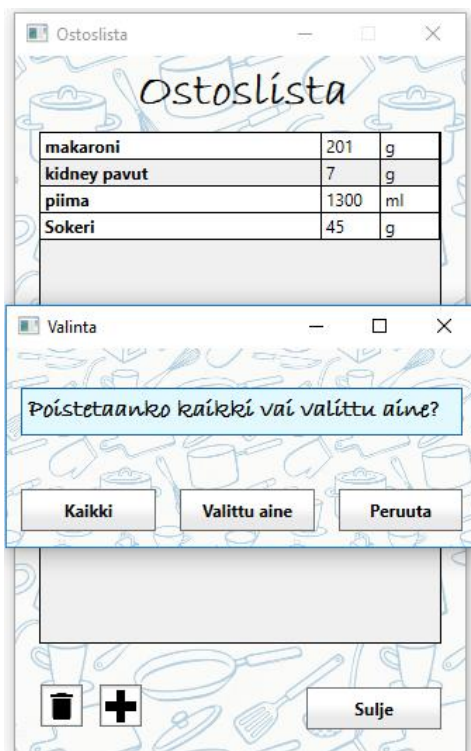 Ostoslista
Ostoslista
makaroni 201 g
kidney pavut 7 g
piima 1300 ml
Sokeri 45 g
Valinta
Poistetaanko kaikki vai valittu aine?
Kaikki Valittu aine Peruuta
Sulje